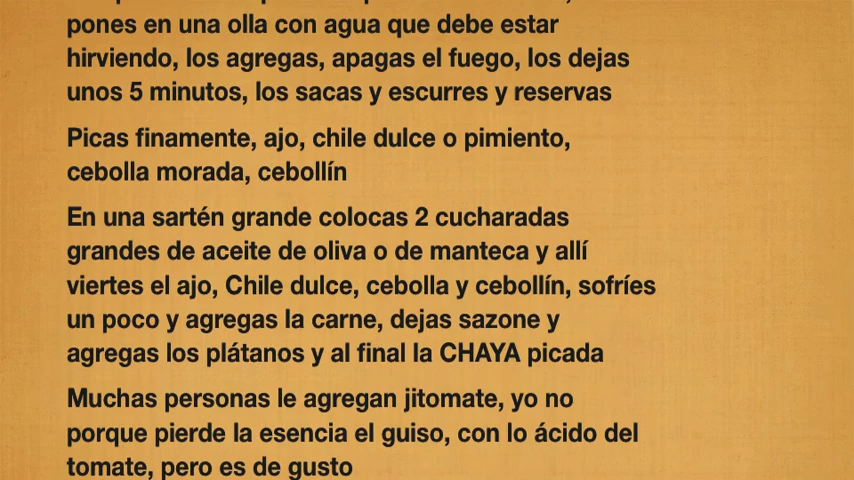 pones en una olla con agua que debe estar
hirviendo, los agregas, apagas el fuego, los dejas
unos 5 minutos, los sacas y escurres y reservas
Picas finamente, ajo, chile dulce o pimiento,
cebolla morada, cebollín
En una sartén grande colocas 2 cucharadas
grandes de aceite de oliva o de manteca y allí
viertes el ajo, Chile dulce, cebolla y cebollín, sofríes
un poco y agregas la carne, dejas sazone y
agregas los plátanos y al final la CHAYA picada
Muchas personas le agregan jitomate, yo no
porque pierde la esencia el guiso, con lo ácido del
tomate, pero es de gusto